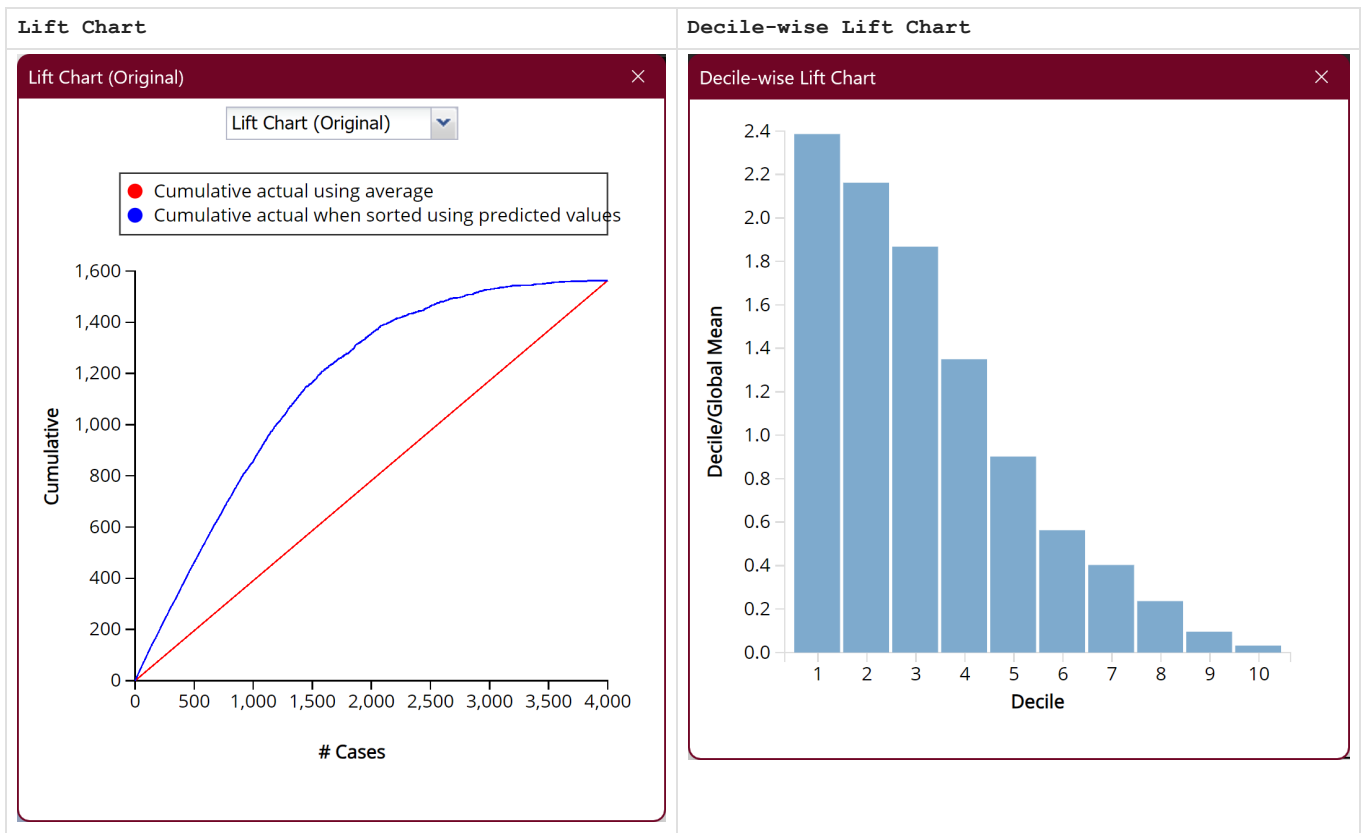 Lift Chart
Decile-wise Lift Chart
Lift Chart (Original)
Lift Chart (Original)
Cumulative actual using average
Cumulative actual when sorted using predicted values
1,600
1,400
1,200
1,000
800
600
400
200
0
Cumulative
0 500 1,000 1,500 2,000 2,500 3,000 3,500 4,000
# Cases
Decile-wise Lift Chart
2.4
2.2
2.0
1.8
1.6
1.4
1.2
1.0
0.8
0.6
0.4
0.2
0.0
Decile/Global Mean
1 2 3 4 5 6 7 8 9 10
Decile